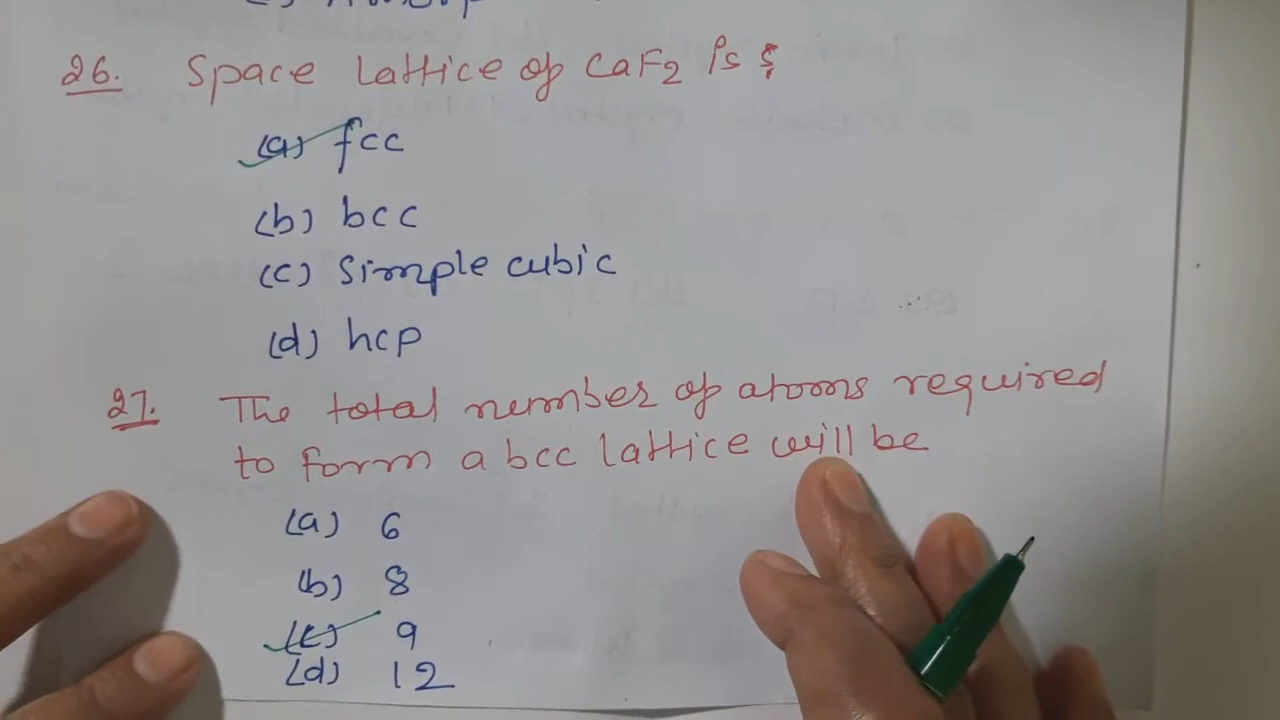 26. Space Lattice of CaF2 is :
(a) fcc
(b) bcc
(c) Simple cubic
(d) hcp
27. The total number of atoms required
to form a bcc lattice will be
(a) 6
(b) 8
(c) 9
(d) 12